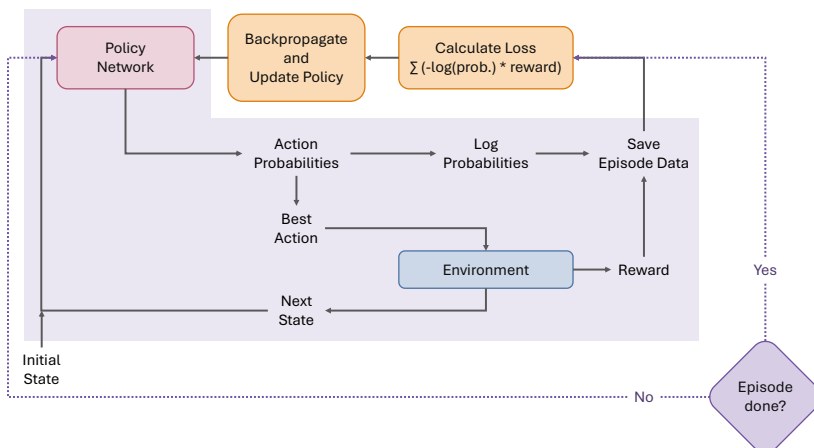 Policy
Network
Backpropagate
and
Update Policy
Calculate Loss
∑ (-log(prob.) * reward)
Action
Probabilities
Log
Probabilities
Save
Episode Data
Best
Action
Environment
Reward
Yes
Next
State
Initial
State
No
Episode
done?